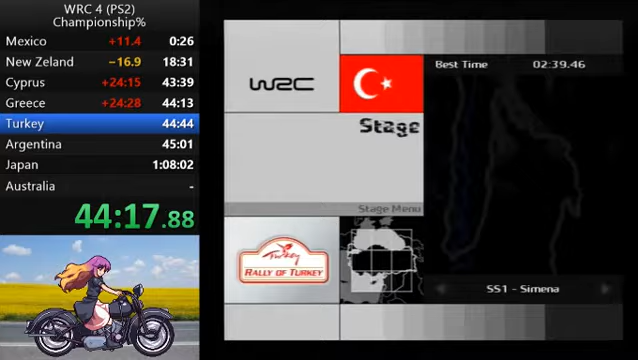 WRC 4 (PS2)
Championship%
Mexico +11.4 0:26
New Zeland −16.9 18:31
Cyprus +24:15 43:39
Greece +24:28 44:13
Turkey 44:44
Argentina 45:01
Japan 1:08:02
Australia -
44:17.88
WRC
Best Time 02:39.46
Stage
Stage Menu
Turkey
RALLY OF TURKEY
SS1 - Simena